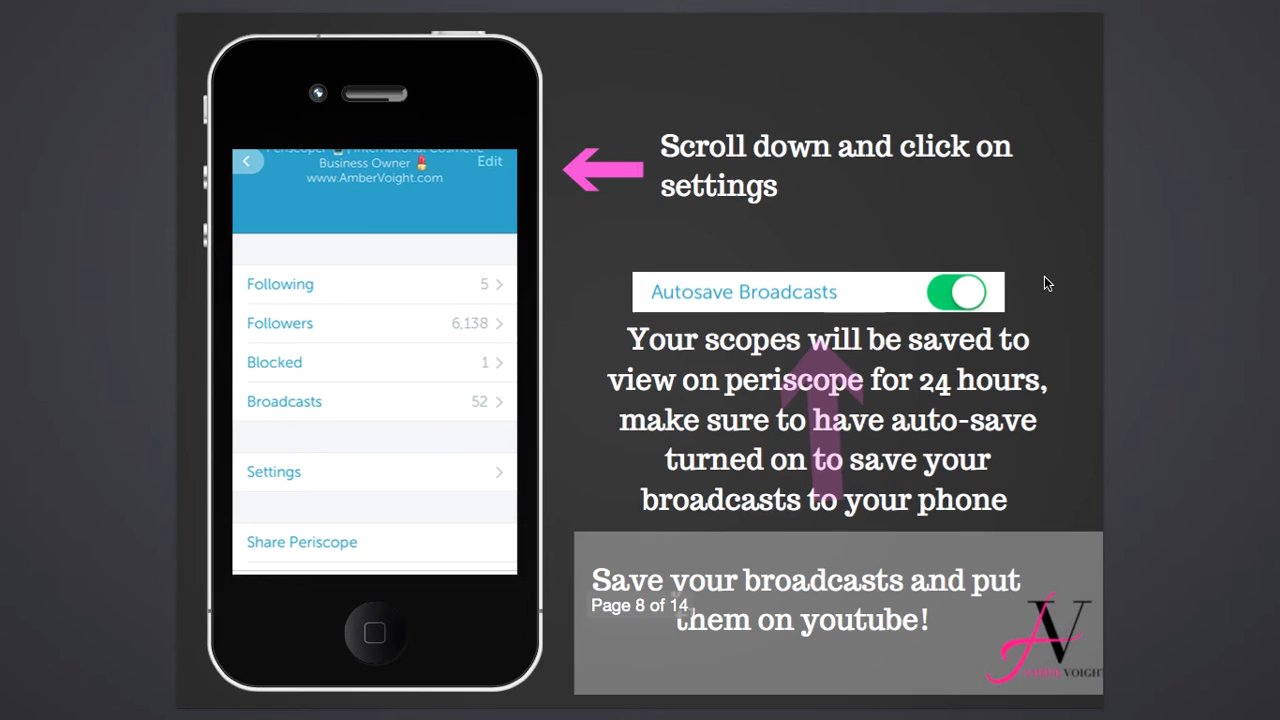 Business Owner 💄
www.AmberVoight.com
Edit
Following 5
Followers 6,138
Blocked 1
Broadcasts 52
Settings
Share Periscope
Scroll down and click on
settings
Autosave Broadcasts
Your scopes will be saved to
view on periscope for 24 hours,
make sure to have auto-save
turned on to save your
broadcasts to your phone
Save your broadcasts and put
Page 8 of 14
them on youtube!
AV
AMBER VOIGHT